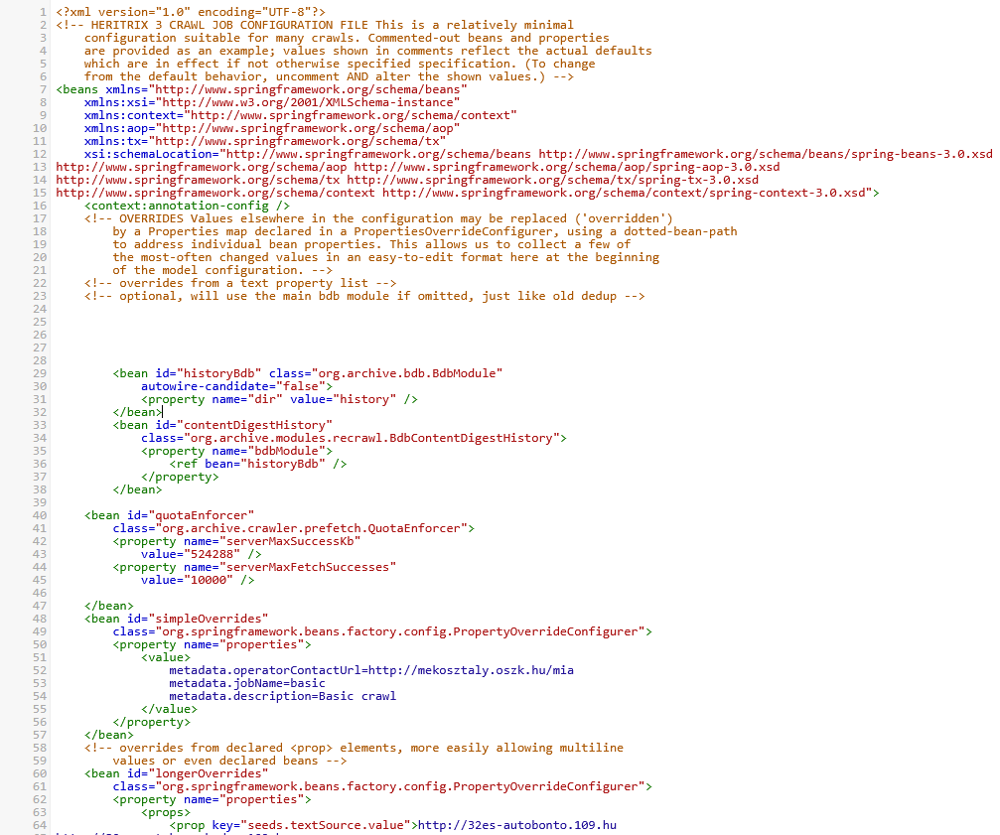 1 <?xml version="1.0" encoding="UTF-8"?>
2 <!-- HERITRIX 3 CRAWL JOB CONFIGURATION FILE This is a relatively minimal
3 configuration suitable for many crawls. Commented-out beans and properties
4 are provided as an example; values shown in comments reflect the actual defaults
5 which are in effect if not otherwise specified specification. (To change
6 from the default behavior, uncomment AND alter the shown values.) -->
7 <beans xmlns="http://www.springframework.org/schema/beans"
8 xmlns:xsi="http://www.w3.org/2001/XMLSchema-instance"
9 xmlns:context="http://www.springframework.org/schema/context"
10 xmlns:aop="http://www.springframework.org/schema/aop"
11 xmlns:tx="http://www.springframework.org/schema/tx"
12 xsi:schemaLocation="http://www.springframework.org/schema/beans http://www.springframework.org/schema/beans/spring-beans-3.0.xsd
13 http://www.springframework.org/schema/aop http://www.springframework.org/schema/aop/spring-aop-3.0.xsd
14 http://www.springframework.org/schema/tx http://www.springframework.org/schema/tx/spring-tx-3.0.xsd
15 http://www.springframework.org/schema/context http://www.springframework.org/schema/context/spring-context-3.0.xsd">
16 <context:annotation-config />
17 <!-- OVERRIDES Values elsewhere in the configuration may be replaced ('overridden')
18 by a Properties map declared in a PropertiesOverrideConfigurer, using a dotted-bean-path
19 to address individual bean properties. This allows us to collect a few of
20 the most-often changed values in an easy-to-edit format here at the beginning
21 of the model configuration. -->
22 <!-- overrides from a text property list -->
23 <!-- optional, will use the main bdb module if omitted, just like old dedup -->
24
25
26
27
28
29 <bean id="historyBdb" class="org.archive.bdb.BdbModule"
30 autowire-candidate="false">
31 <property name="dir" value="history" />
32 </bean>
33 <bean id="contentDigestHistory"
34 class="org.archive.modules.recrawl.BdbContentDigestHistory">
35 <property name="bdbModule">
36 <ref bean="historyBdb" />
37 </property>
38 </bean>
39
40 <bean id="quotaEnforcer"
41 class="org.archive.crawler.prefetch.QuotaEnforcer">
42 <property name="serverMaxSuccessKb"
43 value="524288" />
44 <property name="serverMaxFetchSuccesses"
45 value="10000" />
46
47 </bean>
48 <bean id="simpleOverrides"
49 class="org.springframework.beans.factory.config.PropertyOverrideConfigurer">
50 <property name="properties">
51 <value>
52 metadata.operatorContactUrl=http://mekosztaly.oszk.hu/mia
53 metadata.jobName=basic
54 metadata.description=Basic crawl
55 </value>
56 </property>
57 </bean>
58 <!-- overrides from declared <prop> elements, more easily allowing multiline
59 values or even declared beans -->
60 <bean id="longerOverrides"
61 class="org.springframework.beans.factory.config.PropertyOverrideConfigurer">
62 <property name="properties">
63 <props>
64 <prop key="seeds.textSource.value">http://32es-autobonto.109.hu